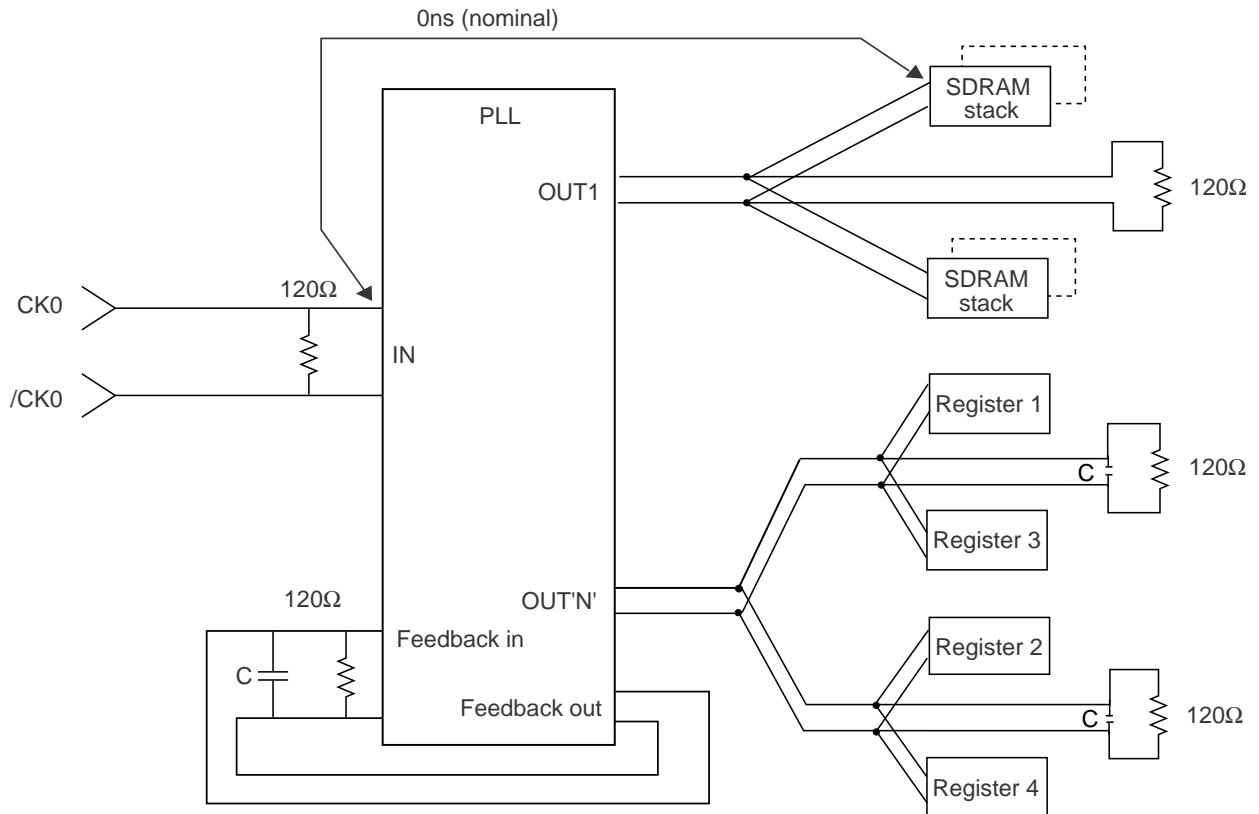 0ns (nominal)
PLL
SDRAM
stack
OUT1
120Ω
SDRAM
stack
120Ω
CK0
IN
/CK0
Register 1
C
120Ω
Register 3
120Ω
OUT'N'
Feedback in
C
Feedback out
Register 2
C
120Ω
Register 4